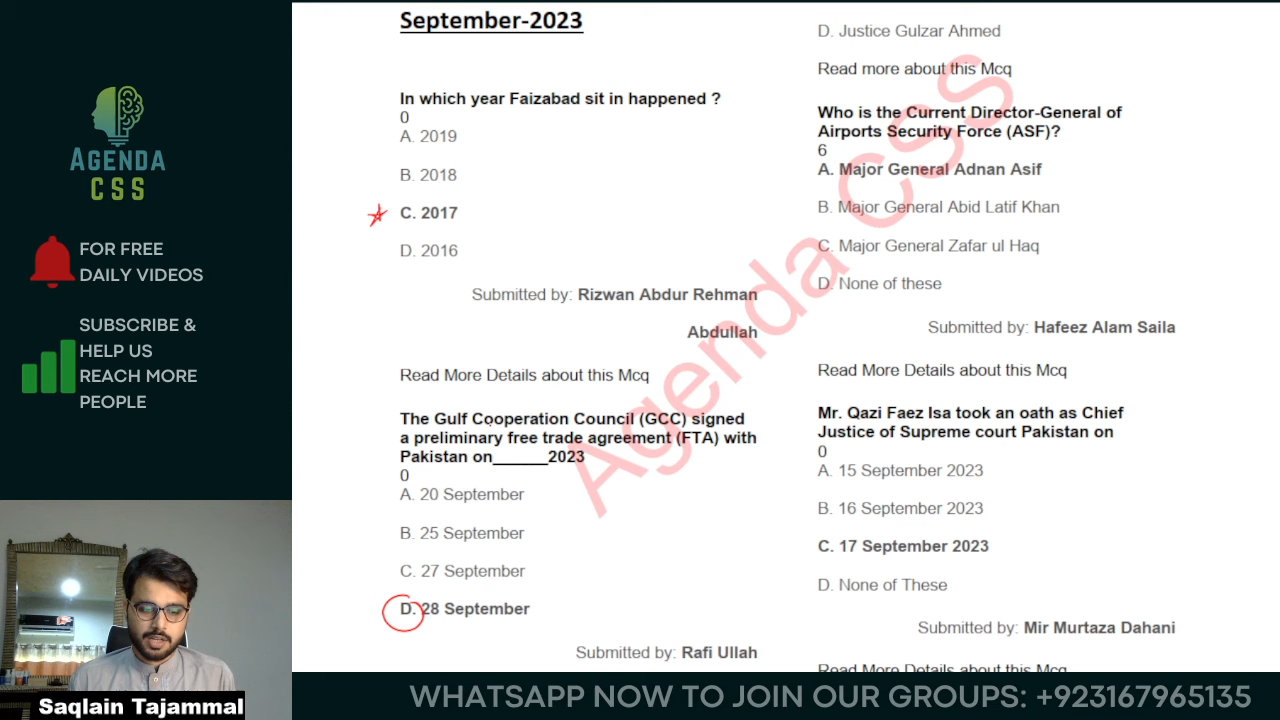 AGENDA
CSS
FOR FREE
DAILY VIDEOS
SUBSCRIBE &
HELP US
REACH MORE
PEOPLE
Saqlain Tajammal
September-2023
In which year Faizabad sit in happened ?
0
A. 2019
B. 2018
C. 2017
D. 2016
Submitted by: Rizwan Abdur Rehman
Abdullah
Read More Details about this Mcq
The Gulf Cooperation Council (GCC) signed
a preliminary free trade agreement (FTA) with
Pakistan on______2023
0
A. 20 September
B. 25 September
C. 27 September
D. 28 September
Submitted by: Rafi Ullah
D. Justice Gulzar Ahmed
Read more about this Mcq
Who is the Current Director-General of
Airports Security Force (ASF)?
6
A. Major General Adnan Asif
B. Major General Abid Latif Khan
C. Major General Zafar ul Haq
D. None of these
Submitted by: Hafeez Alam Saila
Read More Details about this Mcq
Mr. Qazi Faez Isa took an oath as Chief
Justice of Supreme court Pakistan on
0
A. 15 September 2023
B. 16 September 2023
C. 17 September 2023
D. None of These
Submitted by: Mir Murtaza Dahani
Read More Details about this Mcq
Agenda CSS
WHATSAPP NOW TO JOIN OUR GROUPS: +923167965135